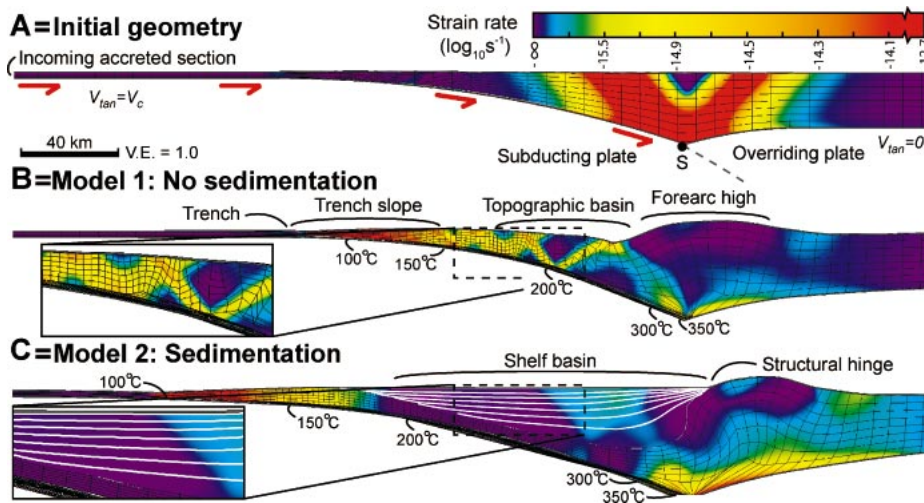 A=Initial geometry
Strain rate
(log10s-1)
-∞
-15.5
-14.9
-14.3
-14.1
Incoming accreted section
Vtan=Vc
40 km
V.E. = 1.0
Subducting plate
S
Overriding plate
Vtan=0
B=Model 1: No sedimentation
Trench
Trench slope
Topographic basin
Forearc high
100°C
150°C
200°C
300°C
350°C
C=Model 2: Sedimentation
Shelf basin
Structural hinge
100°C
150°C
200°C
300°C
350°C